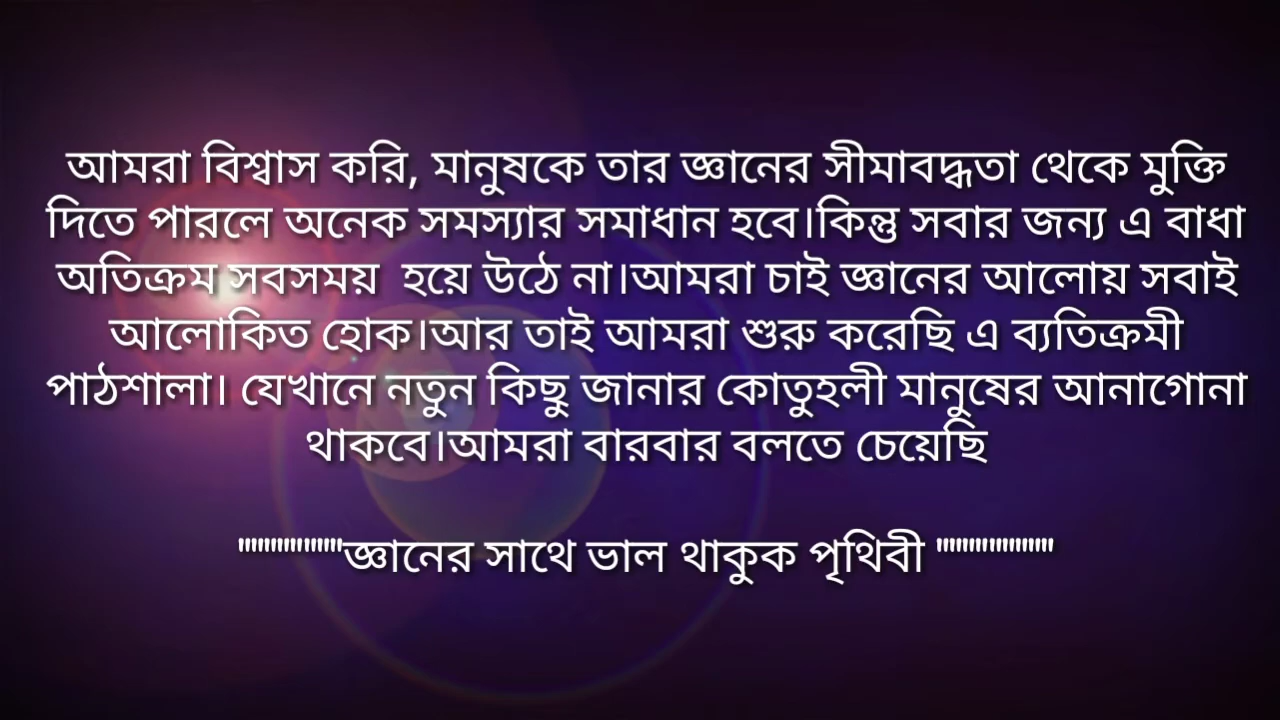 আমরা বিশ্বাস করি, মানুষকে তার জ্ঞানের সীমাবদ্ধতা থেকে মুক্তি
দিতে পারলে অনেক সমস্যার সমাধান হবে।কিন্তু সবার জন্য এ বাধা
অতিক্রম সবসময়  হয়ে উঠে না।আমরা চাই জ্ঞানের আলোয় সবাই
আলোকিত হোক।আর তাই আমরা শুরু করেছি এ ব্যতিক্রমী
পাঠশালা। যেখানে নতুন কিছু জানার কোতুহলী মানুষের আনাগোনা
থাকবে।আমরা বারবার বলতে চেয়েছি
""""""""জ্ঞানের সাথে ভাল থাকুক পৃথিবী """""""""